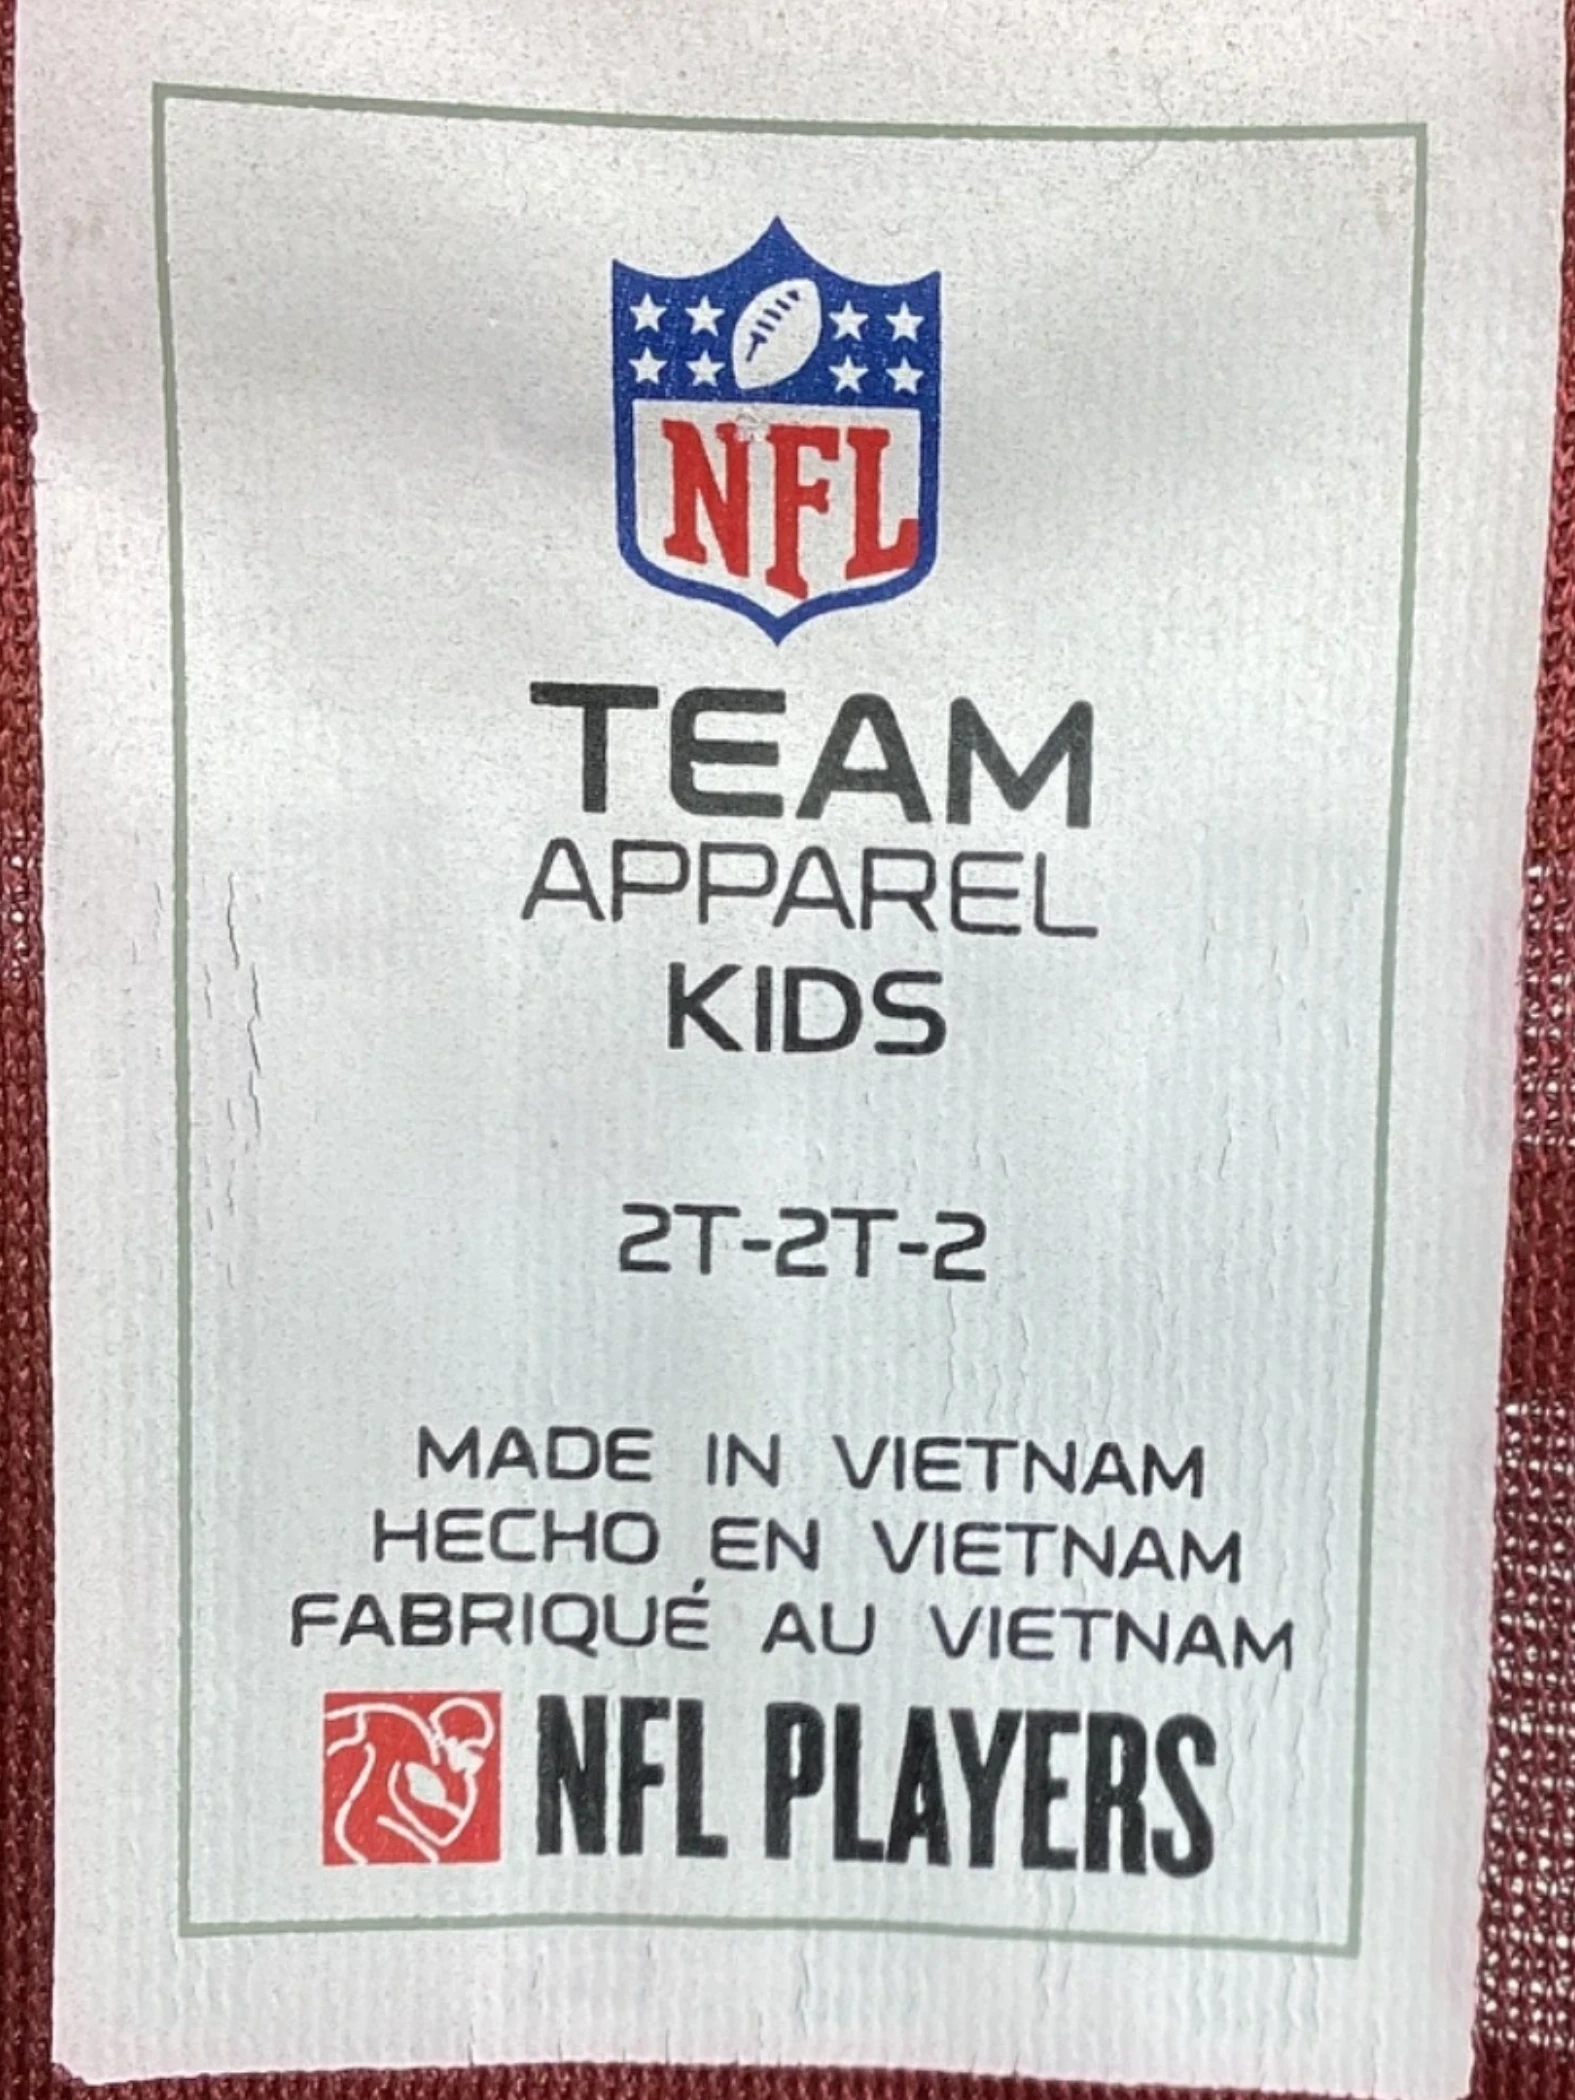 NFL
TEAM
APPAREL
KIDS
2T-2T-2
MADE IN VIETNAM
HECHO EN VIETNAM
FABRIQUÉ AU VIETNAM
NFL PLAYERS